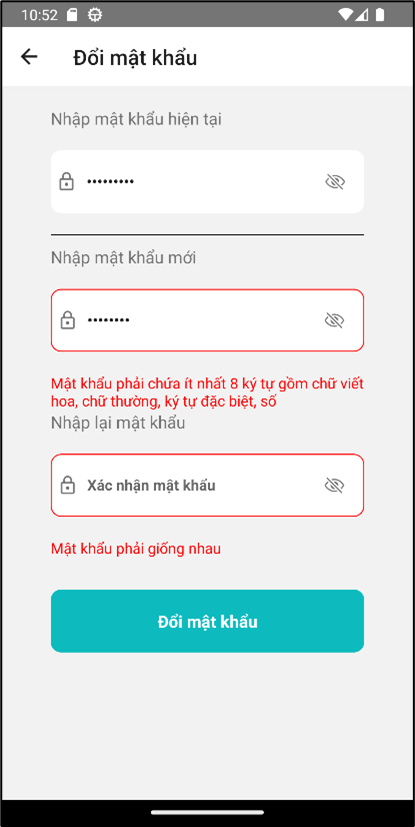 10:52
Đổi mật khẩu
Nhập mật khẩu hiện tại
•••••••••
Nhập mật khẩu mới
••••••••
Mật khẩu phải chứa ít nhất 8 ký tự gồm chữ viết
hoa, chữ thường, ký tự đặc biệt, số
Nhập lại mật khẩu
Xác nhận mật khẩu
Mật khẩu phải giống nhau
Đổi mật khẩu